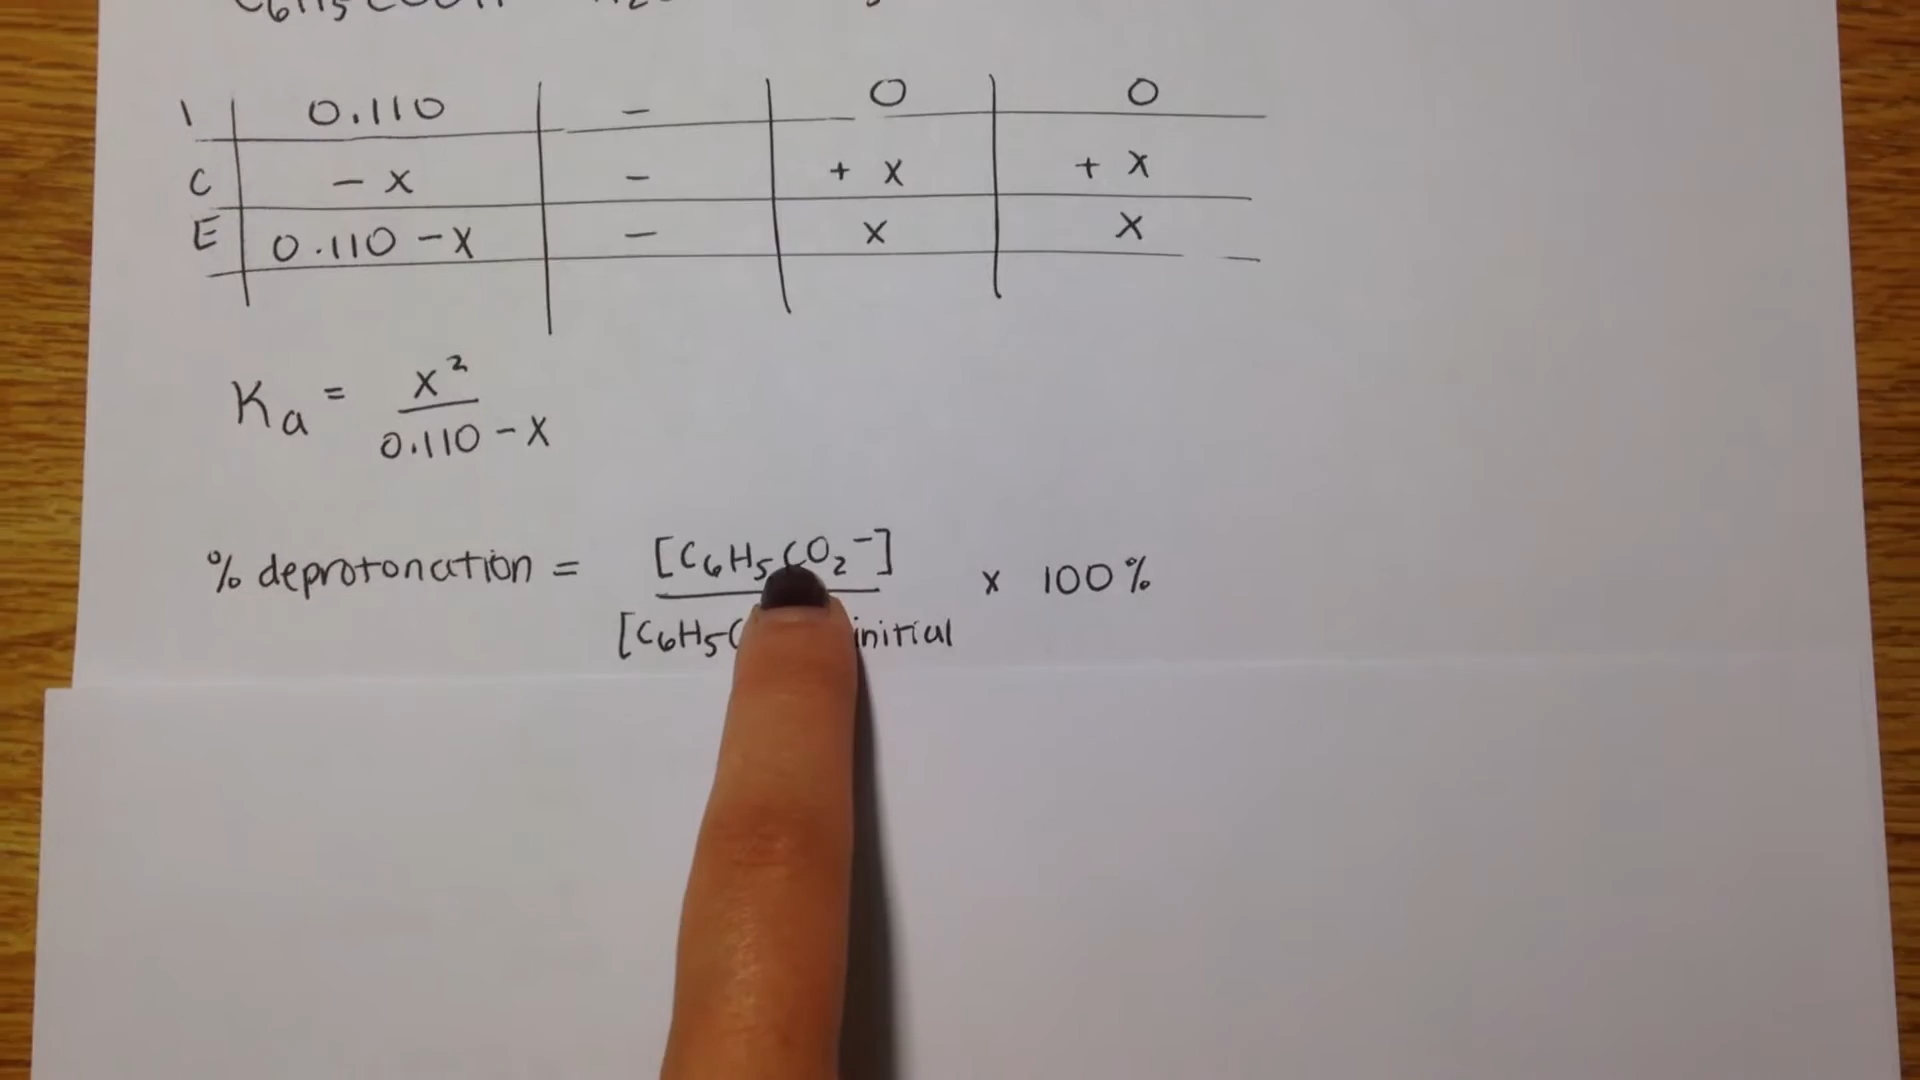 I 0.110 – 0 0
C – x – + x + x
E 0.110 – x – x x
Ka = x² / 0.110 – x
% deprotonation = [C6H5CO2⁻] / [C6H5C initial x 100%